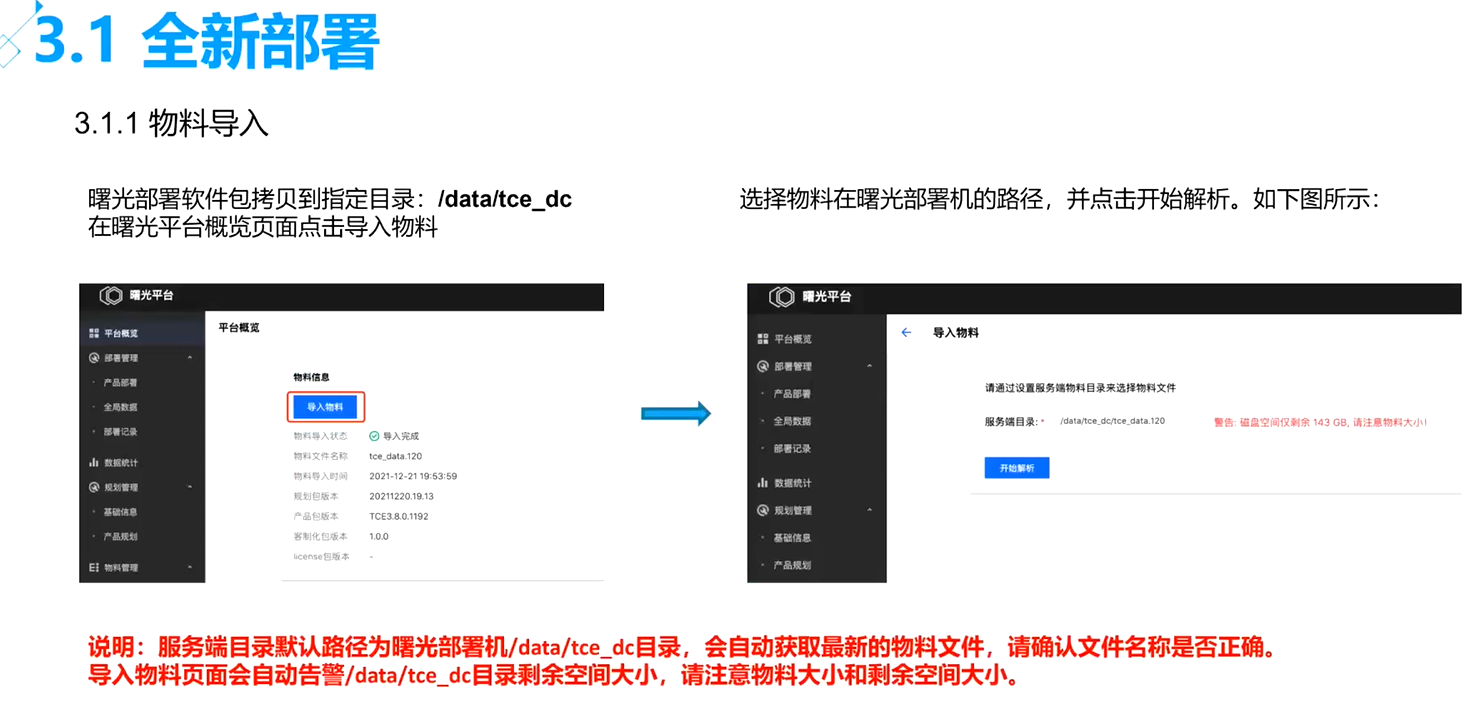 3.1 全新部署
3.1.1 物料导入
曙光部署软件包拷贝到指定目录：/data/tce_dc
在曙光平台概览页面点击导入物料
选择物料在曙光部署机的路径，并点击开始解析。如下图所示：
曙光平台
平台概览
部署管理
产品部署
全局数据
部署记录
数据统计
规划管理
基础信息
产品规划
物料管理
平台概览
物料信息
导入物料
物料导入状态 导入完成
物料文件名称 tce_data.120
物料导入时间 2021-12-21 19:53:59
规划包版本 20211220.19.13
产品包版本 TCE3.8.0.1192
客制化包版本 1.0.0
license包版本 -
曙光平台
平台概览
部署管理
产品部署
全局数据
部署记录
数据统计
规划管理
基础信息
产品规划
导入物料
请通过设置服务端物料目录来选择物料文件
服务端目录: * /data/tce_dc/tce_data.120 警告: 磁盘空间仅剩余 143 GB, 请注意物料大小!
开始解析
说明：服务端目录默认路径为曙光部署机/data/tce_dc目录，会自动获取最新的物料文件，请确认文件名称是否正确。
导入物料页面会自动告警/data/tce_dc目录剩余空间大小，请注意物料大小和剩余空间大小。